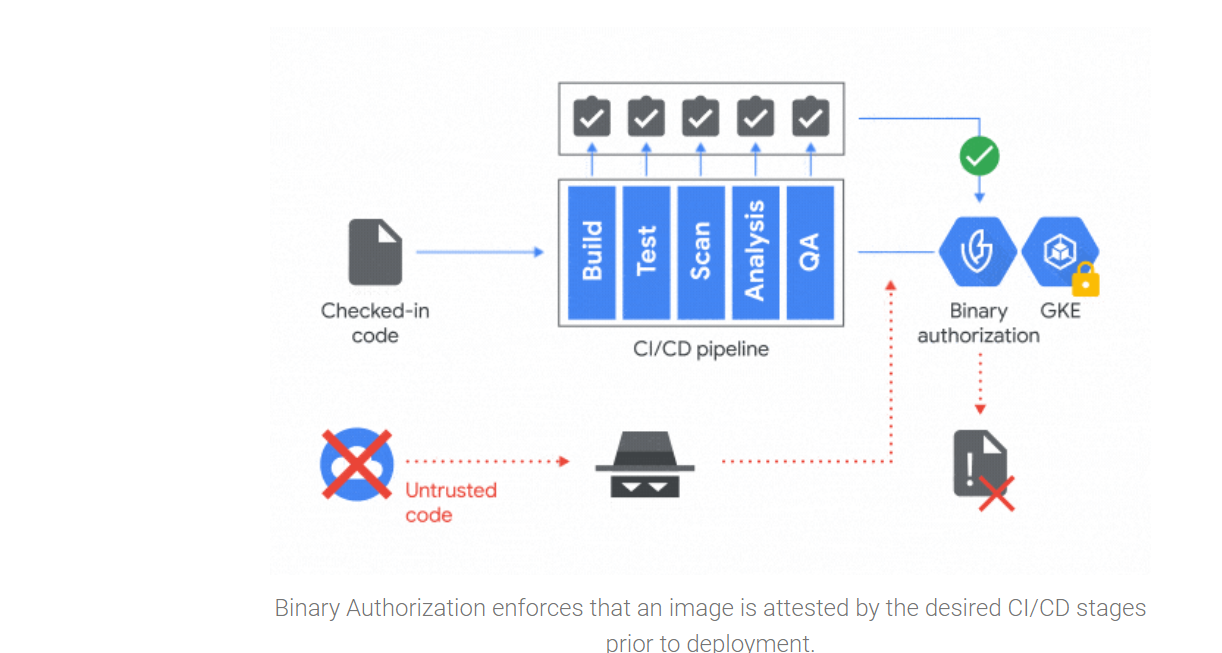 Build
Test
Scan
Analysis
QA
Checked-in
code
CI/CD pipeline
Binary
authorization
GKE
Untrusted
code
Binary Authorization enforces that an image is attested by the desired CI/CD stages
prior to deployment.